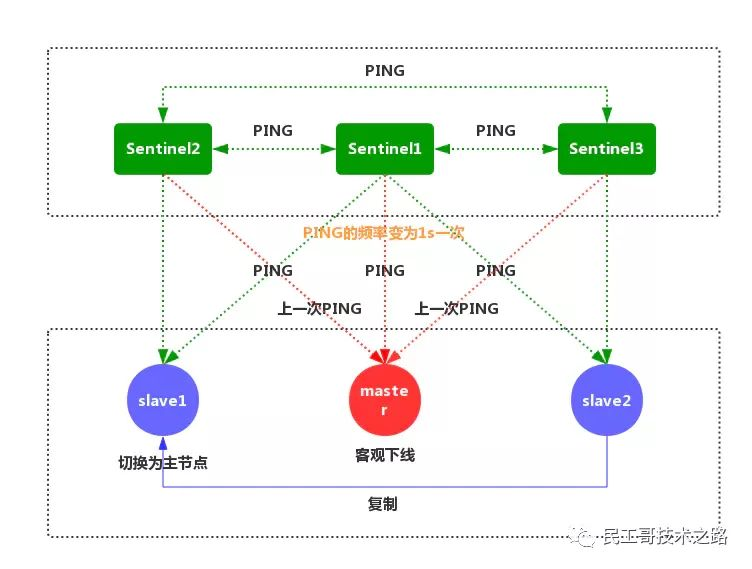 PING
PING
PING
Sentinel2
Sentinel1
Sentinel3
PING的频率变为1s一次
PING
PING
PING
上一次PING
上一次PING
slave1
maste
r
slave2
切换为主节点
客观下线
复制
民工哥技术之路